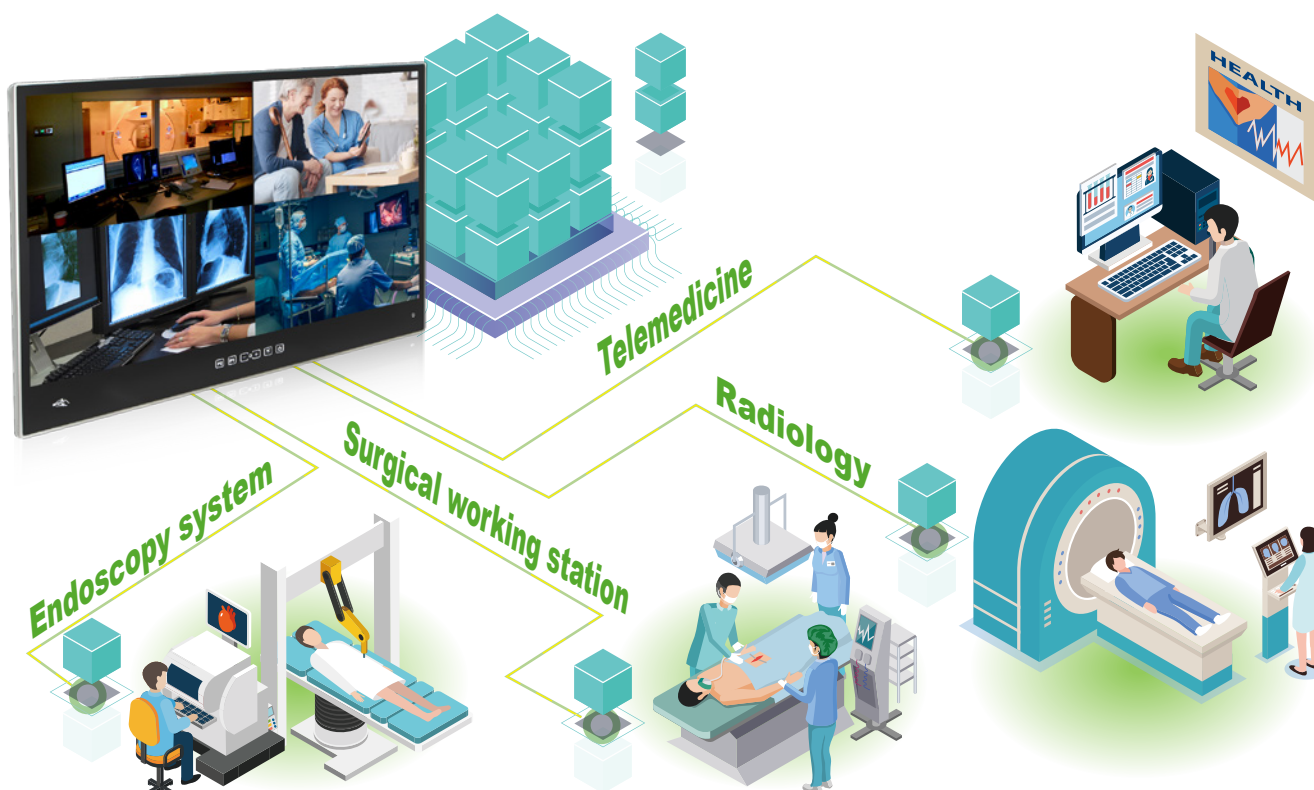 HEALTH
Telemedicine
Radiology
Surgical working station
Endoscopy system